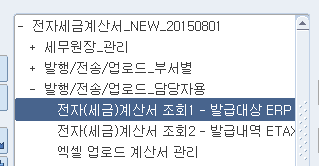 - 전자세금계산서_NEW_20150801
+ 세무원장_관리
+ 발행/전송/업로드_부서별
- 발행/전송/업로드_담당자용
전자(세금)계산서 조회1 - 발급대상 ERP
전자(세금)계산서 조회2 - 발급내역 ETAX
엑셀 업로드 계산서 관리